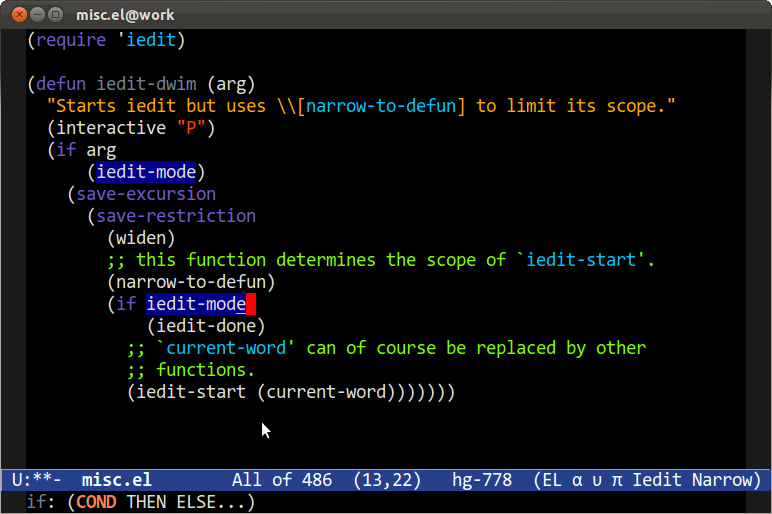 misc.el@work
(require 'iedit)
(defun iedit-dwim (arg)
"Starts iedit but uses \\[narrow-to-defun] to limit its scope."
(interactive "P")
(if arg
(iedit-mode)
(save-excursion
(save-restriction
(widen)
;; this function determines the scope of `iedit-start'.
(narrow-to-defun)
(if iedit-mode
(iedit-done)
;; `current-word' can of course be replaced by other
;; functions.
(iedit-start (current-word)))))))
U:**-  misc.el        All of 486  (13,22)   hg-778  (EL α υ π Iedit Narrow)
if: (COND THEN ELSE...)